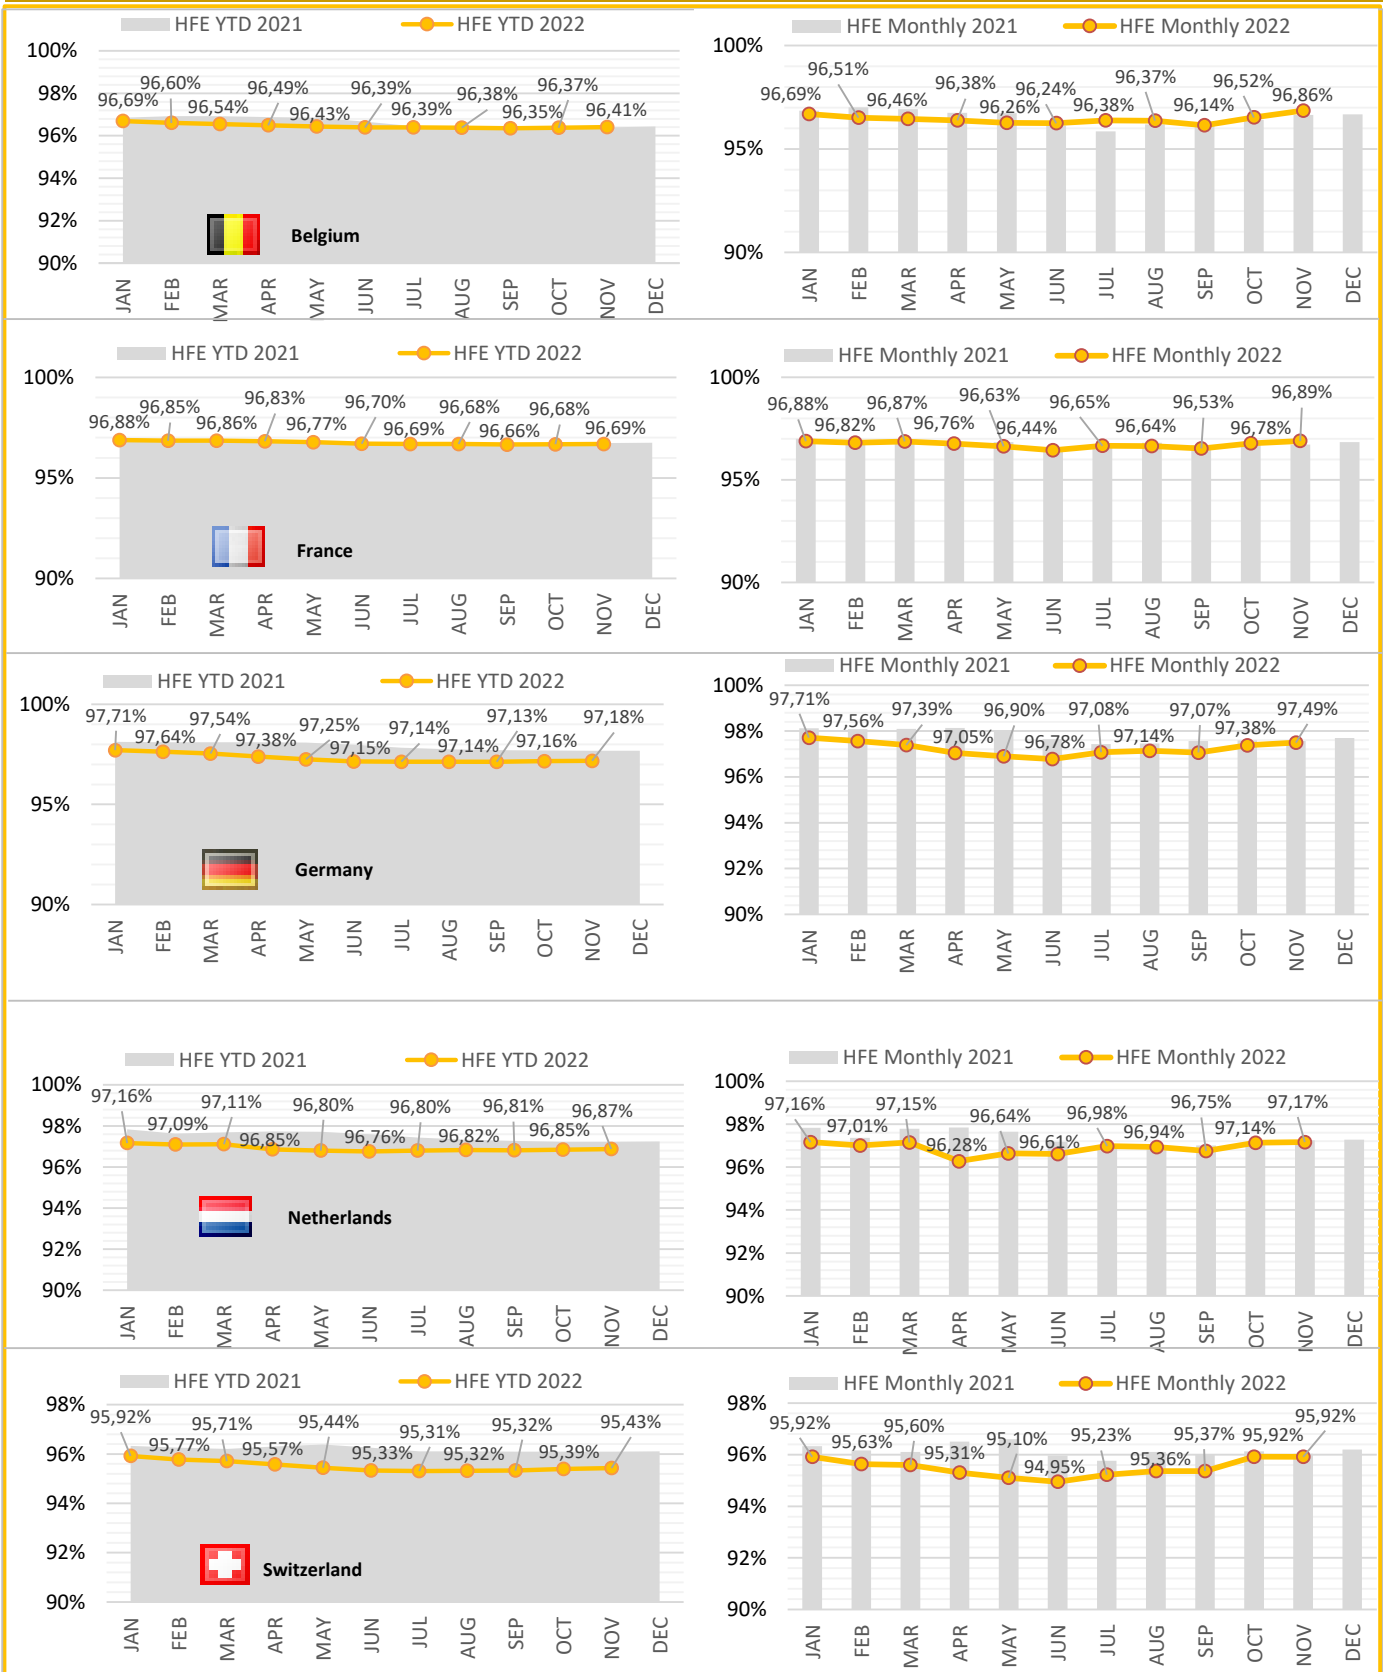 HFE YTD 2021 HFE YTD 2022
100%
98%
96%
94%
92%
90%
96,69% 96,60% 96,54% 96,49% 96,43% 96,39% 96,39% 96,38% 96,35% 96,37% 96,41%
Belgium
JAN FEB MAR APR MAY JUN JUL AUG SEP OCT NOV DEC
HFE Monthly 2021 HFE Monthly 2022
100%
95%
90%
96,69% 96,51% 96,46% 96,38% 96,26% 96,24% 96,38% 96,37% 96,14% 96,52% 96,86%
JAN FEB MAR APR MAY JUN JUL AUG SEP OCT NOV DEC
HFE YTD 2021 HFE YTD 2022
100%
95%
90%
96,88% 96,85% 96,86% 96,83% 96,77% 96,70% 96,69% 96,68% 96,66% 96,68% 96,69%
France
JAN FEB MAR APR MAY JUN JUL AUG SEP OCT NOV DEC
HFE Monthly 2021 HFE Monthly 2022
100%
95%
90%
96,88% 96,82% 96,87% 96,76% 96,63% 96,44% 96,65% 96,64% 96,53% 96,78% 96,89%
JAN FEB MAR APR MAY JUN JUL AUG SEP OCT NOV DEC
HFE YTD 2021 HFE YTD 2022
100%
95%
90%
97,71% 97,64% 97,54% 97,38% 97,25% 97,15% 97,14% 97,14% 97,13% 97,16% 97,18%
Germany
JAN FEB MAR APR MAY JUN JUL AUG SEP OCT NOV DEC
HFE Monthly 2021 HFE Monthly 2022
100%
98%
96%
94%
92%
90%
97,71% 97,56% 97,39% 97,05% 96,90% 96,78% 97,08% 97,14% 97,07% 97,38% 97,49%
JAN FEB MAR APR MAY JUN JUL AUG SEP OCT NOV DEC
HFE YTD 2021 HFE YTD 2022
100%
98%
96%
94%
92%
90%
97,16% 97,09% 97,11% 96,85% 96,80% 96,76% 96,80% 96,82% 96,81% 96,85% 96,87%
Netherlands
JAN FEB MAR APR MAY JUN JUL AUG SEP OCT NOV DEC
HFE Monthly 2021 HFE Monthly 2022
100%
98%
96%
94%
92%
90%
97,16% 97,01% 97,15% 96,28% 96,64% 96,61% 96,98% 96,94% 96,75% 97,14% 97,17%
JAN FEB MAR APR MAY JUN JUL AUG SEP OCT NOV DEC
HFE YTD 2021 HFE YTD 2022
98%
96%
94%
92%
90%
95,92% 95,77% 95,71% 95,57% 95,44% 95,33% 95,31% 95,32% 95,32% 95,39% 95,43%
Switzerland
JAN FEB MAR APR MAY JUN JUL AUG SEP OCT NOV DEC
HFE Monthly 2021 HFE Monthly 2022
98%
96%
94%
92%
90%
95,92% 95,63% 95,60% 95,31% 95,10% 94,95% 95,23% 95,36% 95,37% 95,92% 95,92%
JAN FEB MAR APR MAY JUN JUL AUG SEP OCT NOV DEC